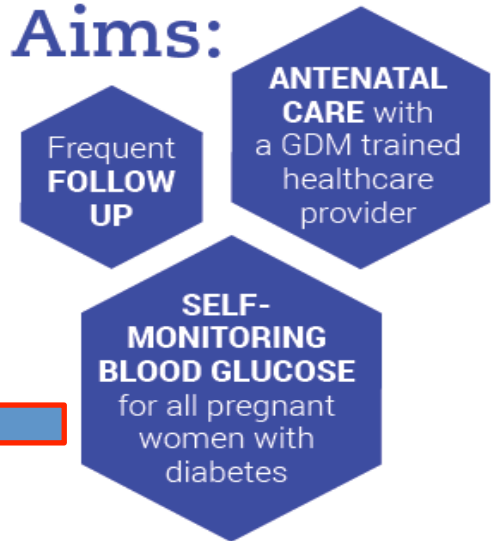 Aims:
Frequent
FOLLOW
UP
ANTENATAL
CARE with
a GDM trained
healthcare
provider
SELF-
MONITORING
BLOOD GLUCOSE
for all pregnant
women with
diabetes